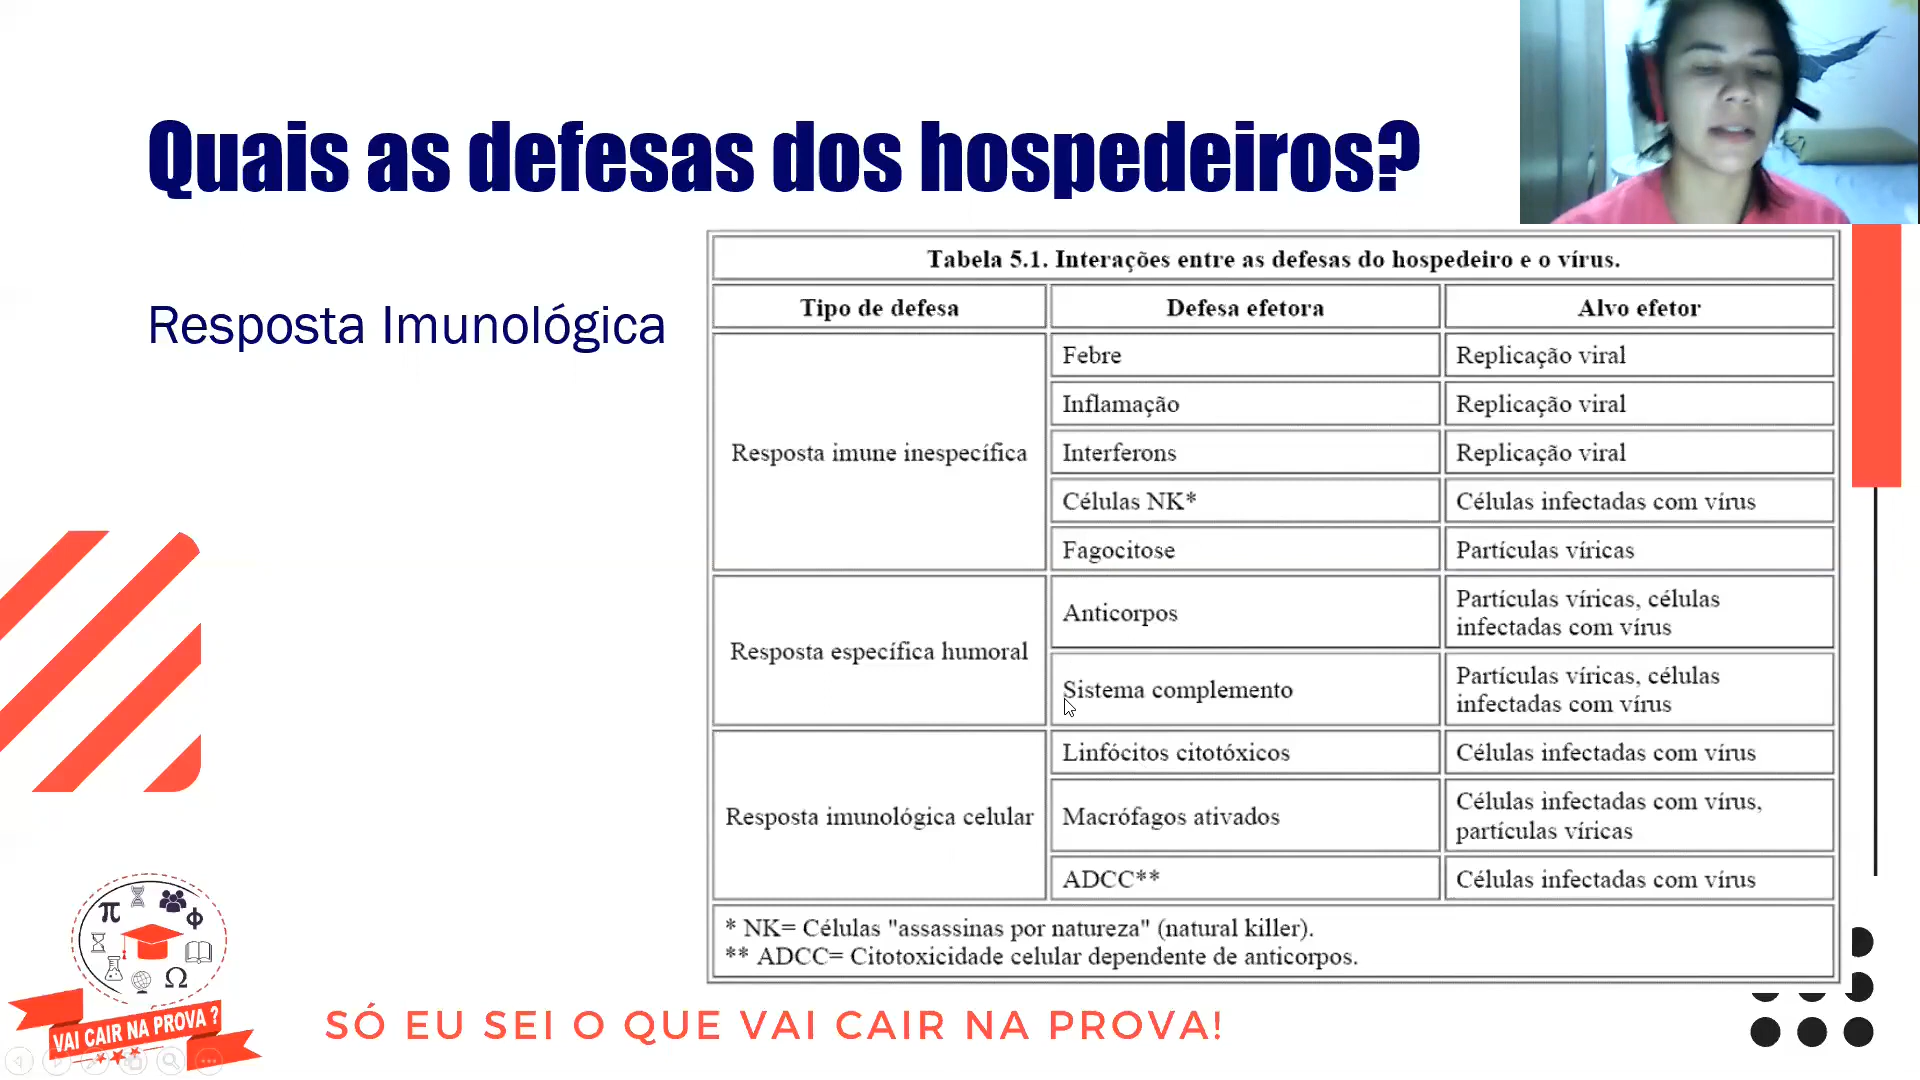 Quais as defesas dos hospedeiros?
Resposta Imunológica
Tabela 5.1. Interações entre as defesas do hospedeiro e o vírus.
Tipo de defesa
Defesa efetora
Alvo efetor
Resposta imune inespecífica
Febre
Replicação viral
Inflamação
Replicação viral
Interferons
Replicação viral
Células NK*
Células infectadas com vírus
Fagocitose
Partículas víricas
Resposta específica humoral
Anticorpos
Partículas víricas, células
infectadas com vírus
Sistema complemento
Partículas víricas, células
infectadas com vírus
Resposta imunológica celular
Linfócitos citotóxicos
Células infectadas com vírus
Macrófagos ativados
Células infectadas com vírus,
partículas víricas
ADCC**
Células infectadas com vírus
* NK= Células "assassinas por natureza" (natural killer).
** ADCC= Citotoxicidade celular dependente de anticorpos.
π
Φ
Ω
VAI CAIR NA PROVA ?
SÓ EU SEI O QUE VAI CAIR NA PROVA!